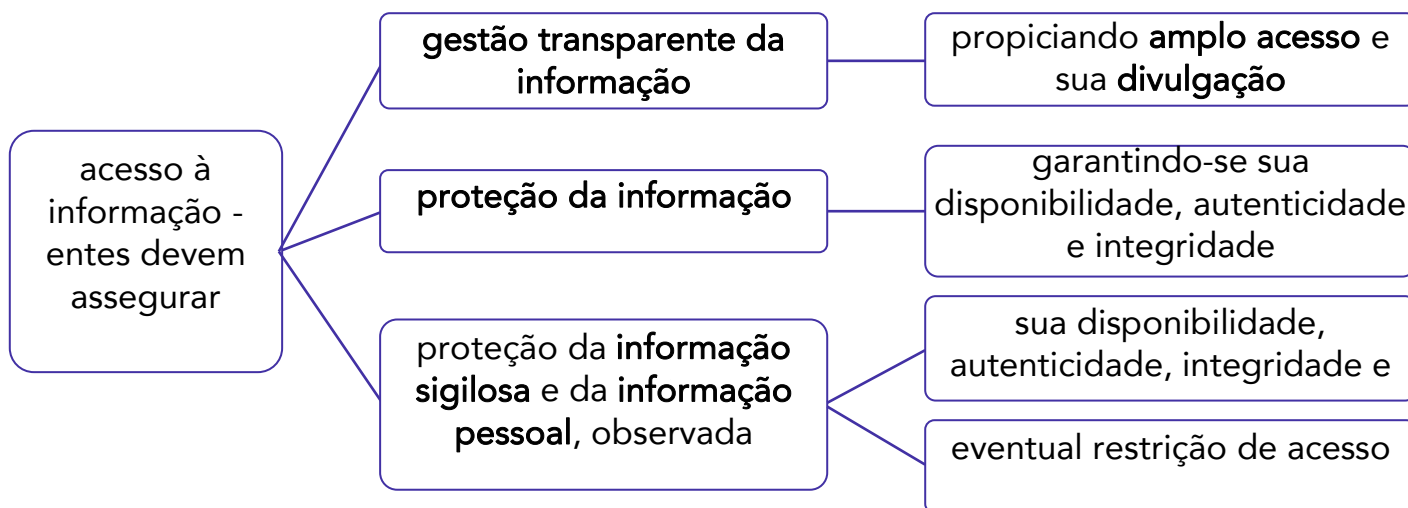 acesso à
informação -
entes devem
assegurar
gestão transparente da
informação
propiciando amplo acesso e
sua divulgação
proteção da informação
garantindo-se sua
disponibilidade, autenticidade
e integridade
proteção da informação
sigilosa e da informação
pessoal, observada
sua disponibilidade,
autenticidade, integridade e
eventual restrição de acesso